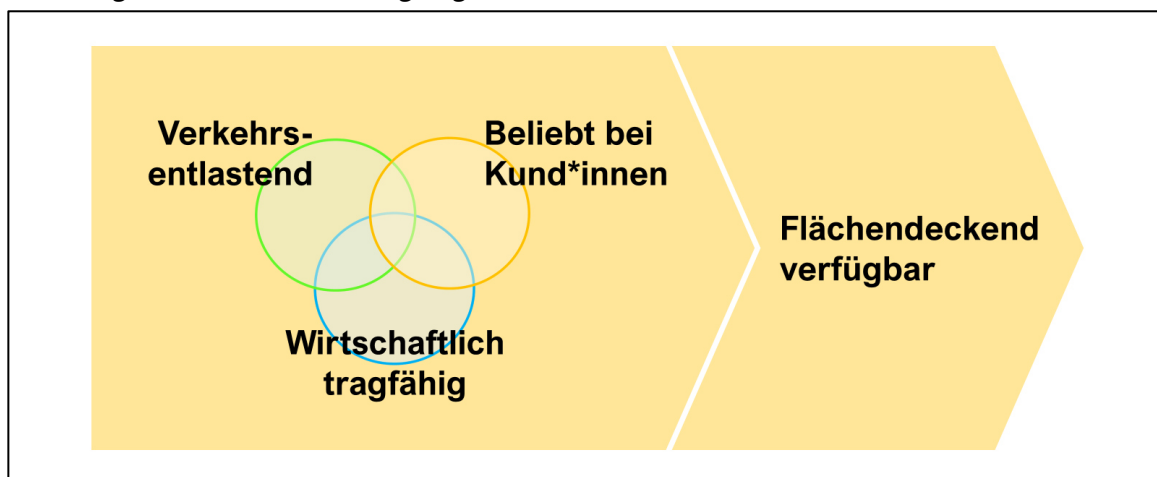 Verkehrs-
entlastend
Beliebt bei
Kund*innen
Wirtschaftlich
tragfähig
Flächendeckend
verfügbar